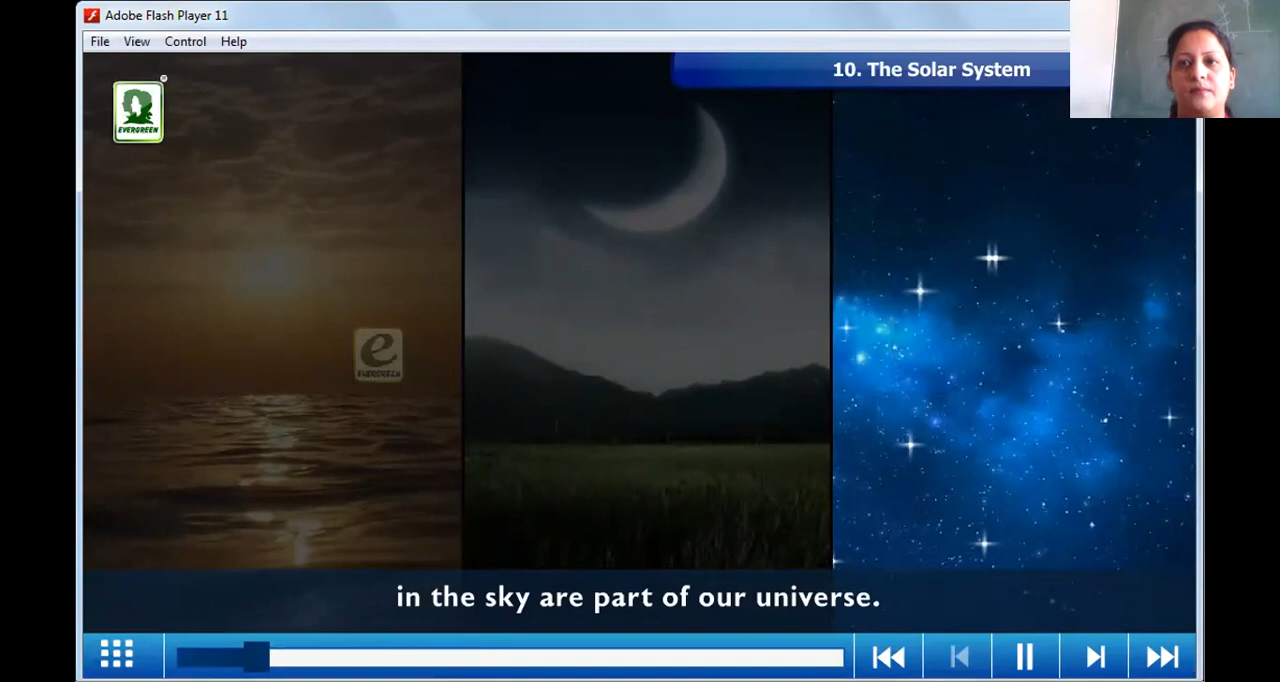 Adobe Flash Player 11
File View Control Help
10. The Solar System
EVERGREEN
e
EVERGREEN
in the sky are part of our universe.